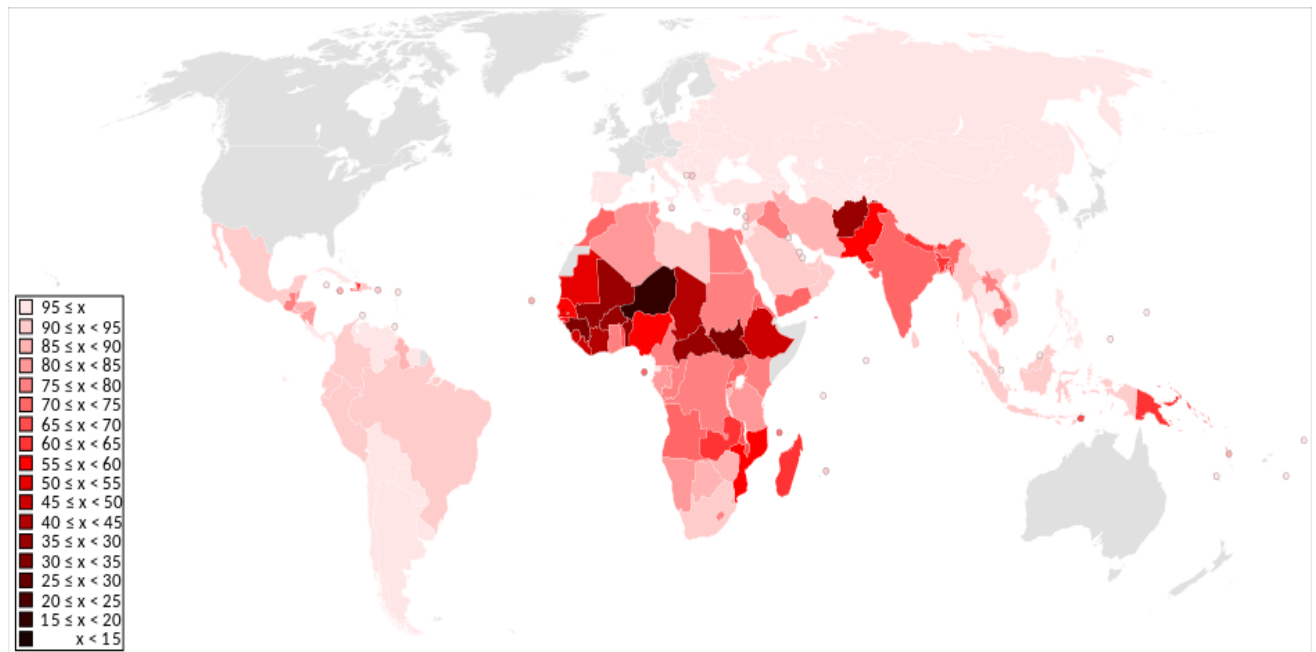 95 ≤ x
90 ≤ x < 95
85 ≤ x < 90
80 ≤ x < 85
75 ≤ x < 80
70 ≤ x < 75
65 ≤ x < 70
60 ≤ x < 65
55 ≤ x < 60
50 ≤ x < 55
45 ≤ x < 50
40 ≤ x < 45
35 ≤ x < 30
30 ≤ x < 35
25 ≤ x < 30
20 ≤ x < 25
15 ≤ x < 20
x < 15